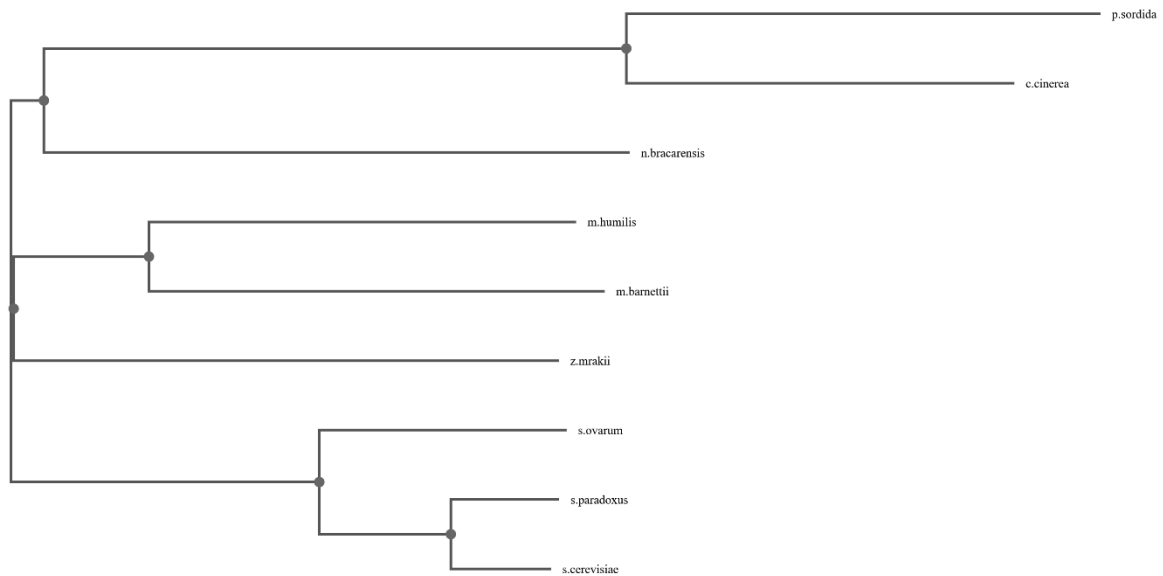 p.sordida
c.cinerea
n.bracarensis
m.humilis
m.barnettii
z.mrakii
s.ovarum
s.paradoxus
s.cerevisiae